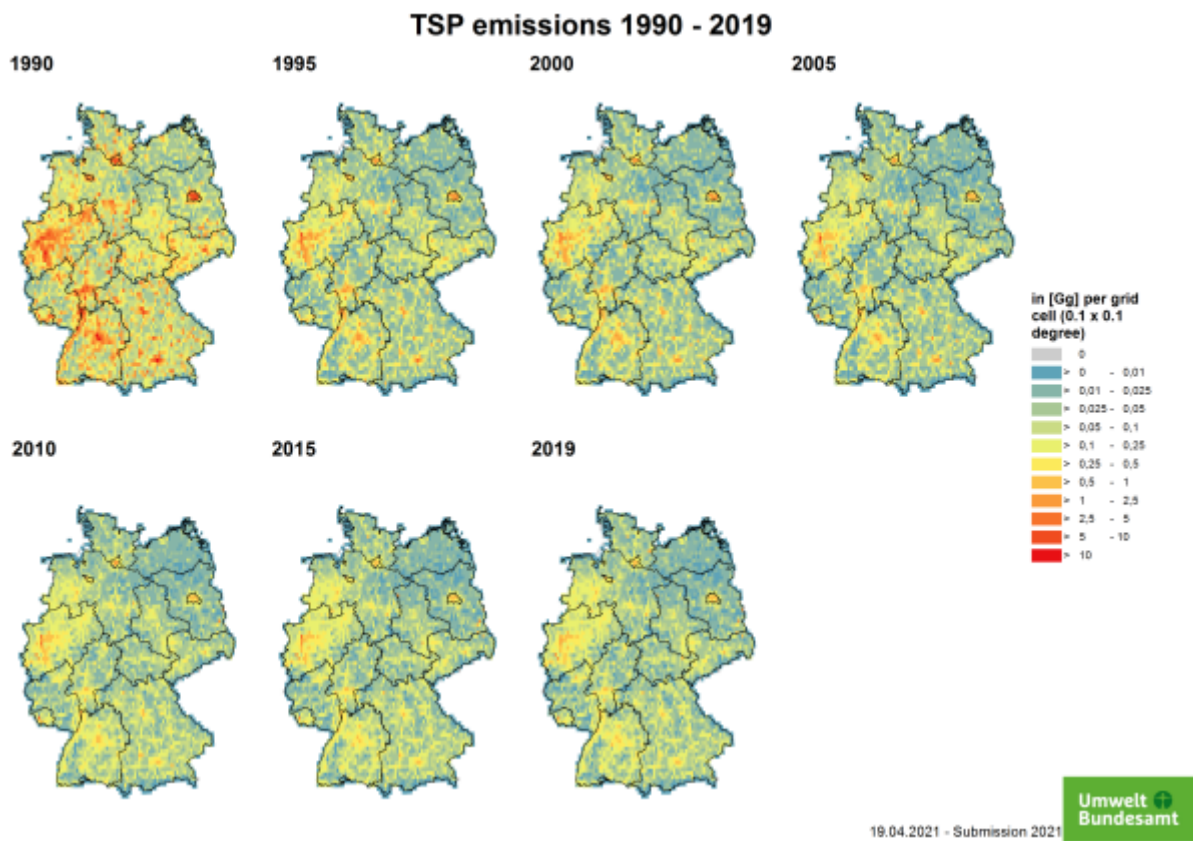 TSP emissions 1990 - 2019
1990
1995
2000
2005
in [Gg] per grid
cell (0.1 x 0.1
degree)
0
> 0 - 0,01
> 0,01 - 0,025
> 0,025 - 0,05
> 0,05 - 0,1
> 0,1 - 0,25
> 0,25 - 0,5
> 0,5 - 1
> 1 - 2,5
> 2,5 - 5
> 5 - 10
> 10
2010
2015
2019
Umwelt
Bundesamt
19.04.2021 - Submission 2021